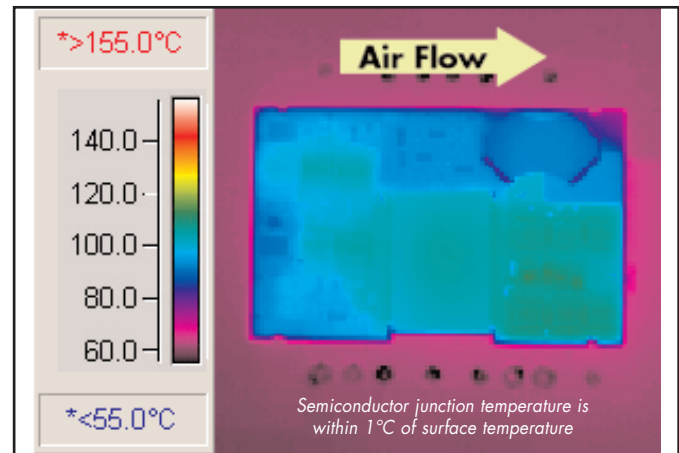 *>155.0°C
Air Flow
140.0
120.0
100.0
80.0
60.0
*<55.0°C
Semiconductor junction temperature is
within 1°C of surface temperature